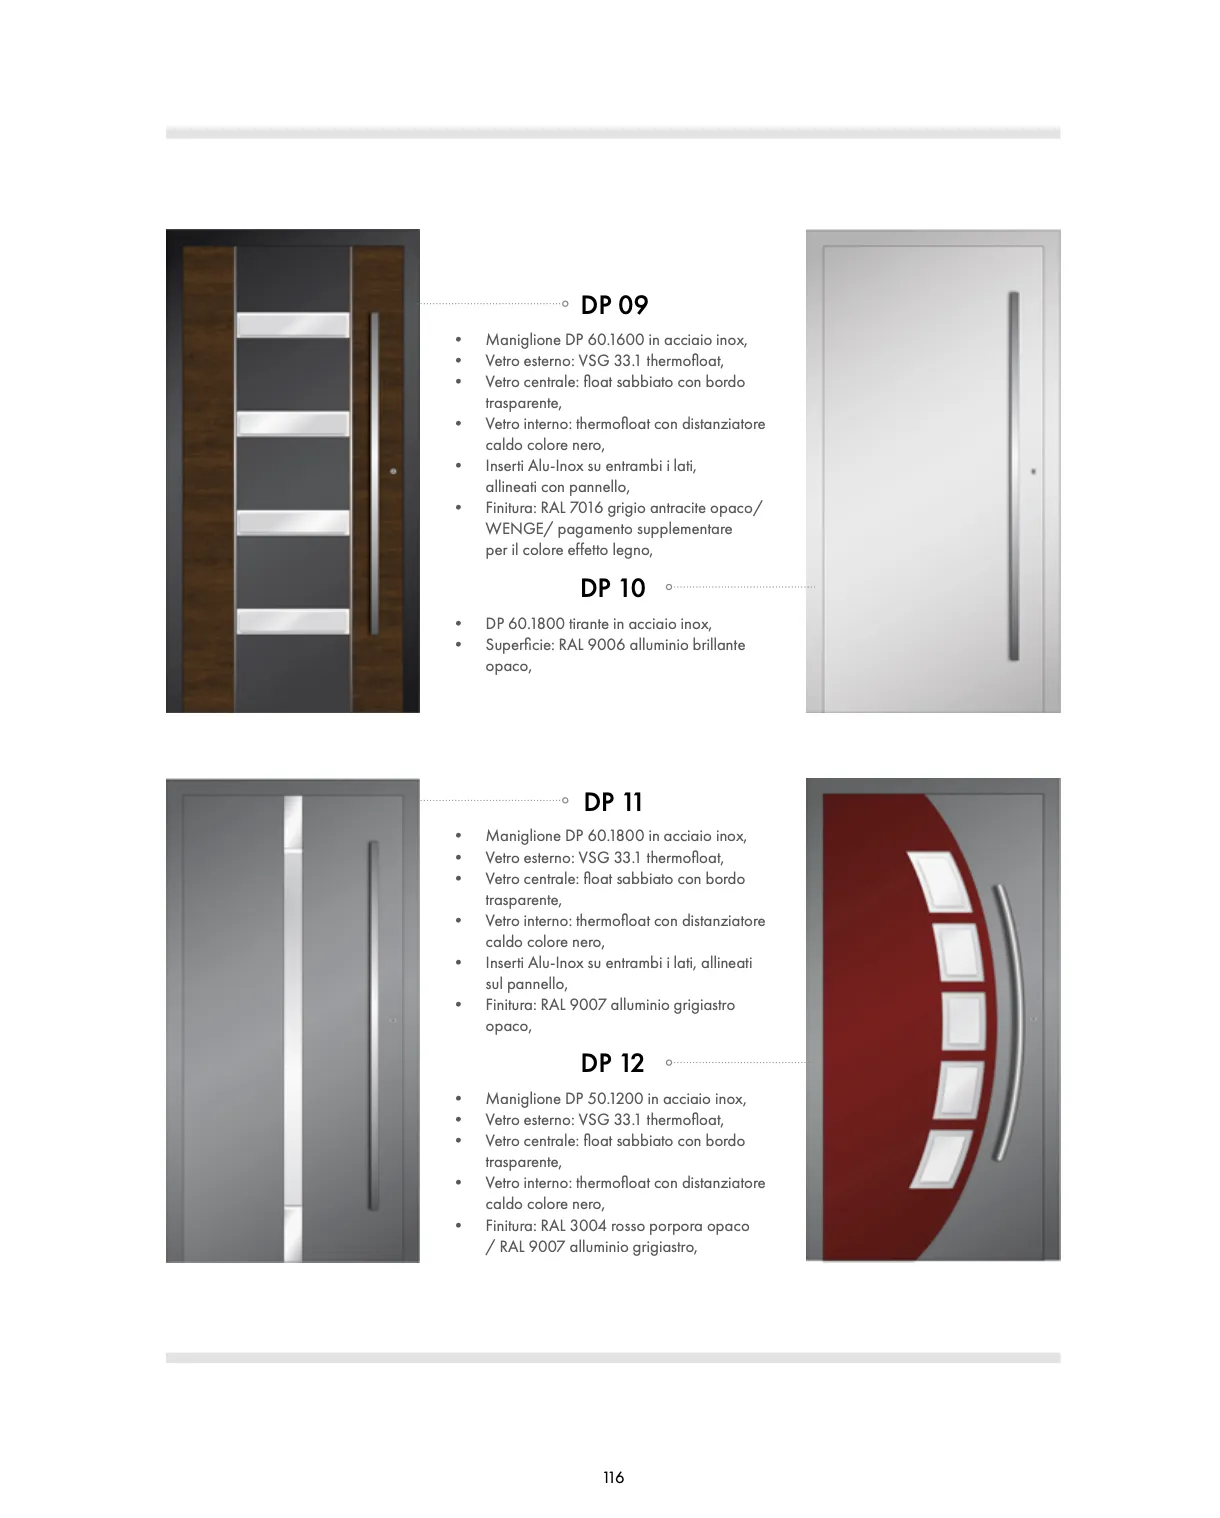 DP 09
• Maniglione DP 60.1600 in acciaio inox,
• Vetro esterno: VSG 33.1 thermofloat,
• Vetro centrale: float sabbiato con bordo
trasparente,
• Vetro interno: thermofloat con distanziatore
caldo colore nero,
• Inserti Alu-Inox su entrambi i lati,
allineati con pannello,
• Finitura: RAL 7016 grigio antracite opaco/
WENGE/ pagamento supplementare
per il colore effetto legno,
DP 10
• DP 60.1800 tirante in acciaio inox,
• Superficie: RAL 9006 alluminio brillante
opaco,
DP 11
• Maniglione DP 60.1800 in acciaio inox,
• Vetro esterno: VSG 33.1 thermofloat,
• Vetro centrale: float sabbiato con bordo
trasparente,
• Vetro interno: thermofloat con distanziatore
caldo colore nero,
• Inserti Alu-Inox su entrambi i lati, allineati
sul pannello,
• Finitura: RAL 9007 alluminio grigiastro
opaco,
DP 12
• Maniglione DP 50.1200 in acciaio inox,
• Vetro esterno: VSG 33.1 thermofloat,
• Vetro centrale: float sabbiato con bordo
trasparente,
• Vetro interno: thermofloat con distanziatore
caldo colore nero,
• Finitura: RAL 3004 rosso porpora opaco
/ RAL 9007 alluminio grigiastro,
116